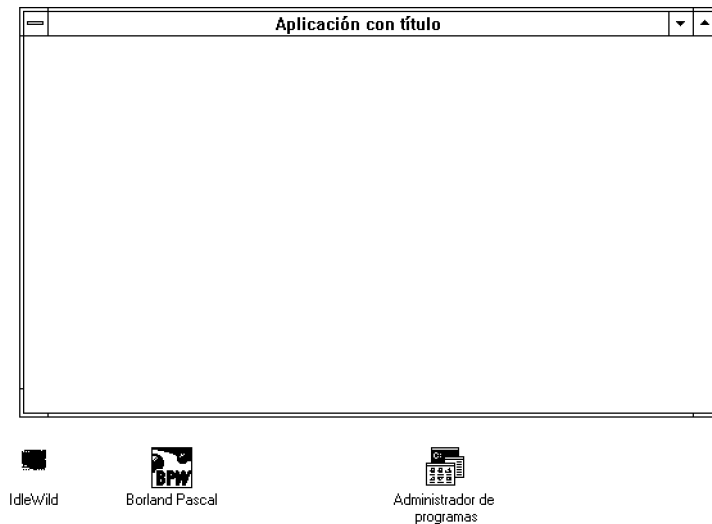 Aplicación con título
C:\
BPW
IdleWild
Borland Pascal
Administrador de
programas